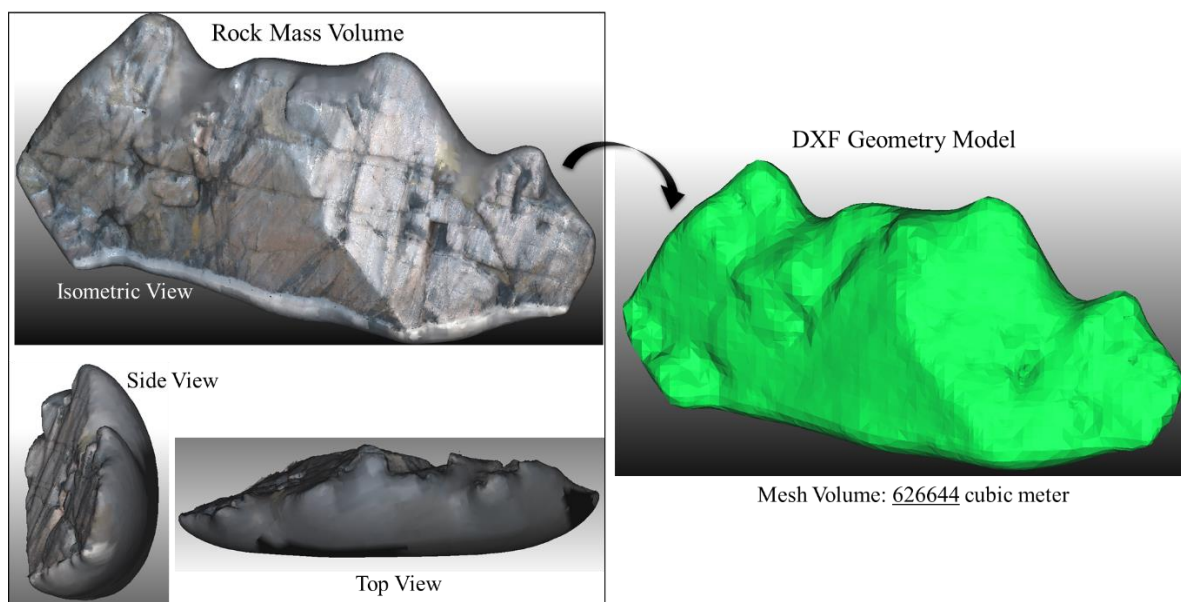 Rock Mass Volume
Isometric View
Side View
Top View
DXF Geometry Model
Mesh Volume: 626644 cubic meter